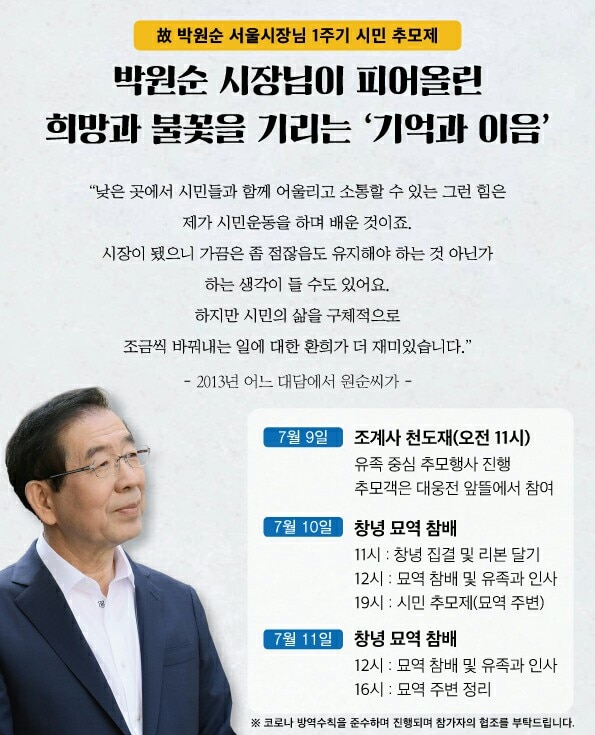 故 박원순 서울시장님 1주기 시민 추모제
박원순 시장님이 피어올린
희망과 불꽃을 기리는 ‘기억과 이음’
“낮은 곳에서 시민들과 함께 어울리고 소통할 수 있는 그런 힘은
제가 시민운동을 하며 배운 것이죠.
시장이 됐으니 가끔은 좀 점잖음도 유지해야 하는 것 아닌가
하는 생각이 들 수도 있어요.
하지만 시민의 삶을 구체적으로
조금씩 바꿔내는 일에 대한 환희가 더 재미있습니다.”
- 2013년 어느 대담에서 원순씨가 -
7월 9일 조계사 천도재(오전 11시)
유족 중심 추모행사 진행
추모객은 대웅전 앞뜰에서 참여
7월 10일 창녕 묘역 참배
11시 : 창녕 집결 및 리본 달기
12시 : 묘역 참배 및 유족과 인사
19시 : 시민 추모제(묘역 주변)
7월 11일 창녕 묘역 참배
12시 : 묘역 참배 및 유족과 인사
16시 : 묘역 주변 정리
※ 코로나 방역수칙을 준수하며 진행되며 참가자의 협조를 부탁드립니다.